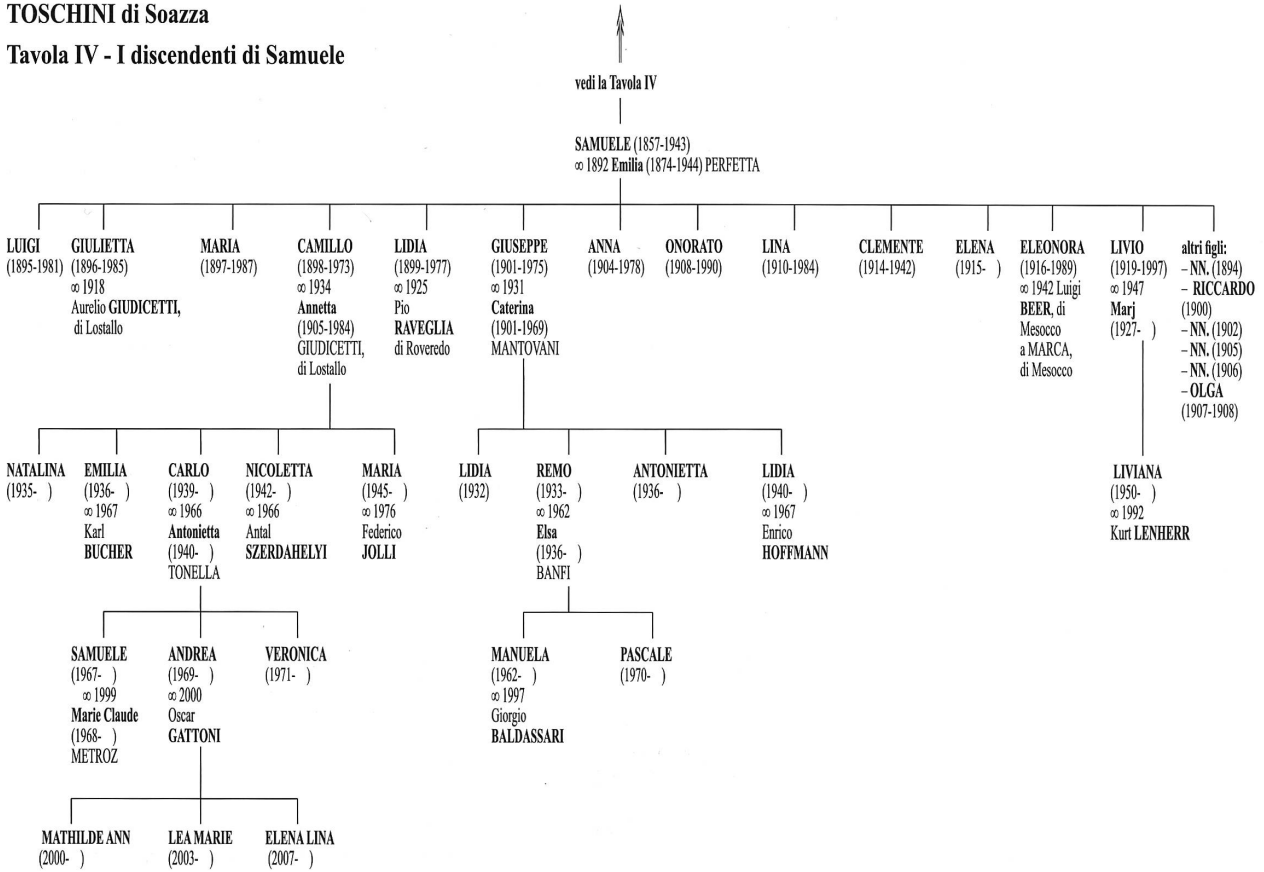 TOSCHINI di Soazza
Tavola IV - I discendenti di Samuele
vedi la Tavola IV
SAMUELE (1857-1943)
∞ 1892 Emilia (1874-1944) PERFETTA
LUIGI
(1895-1981)
GIULIETTA
(1896-1985)
∞ 1918
Aurelio GIUDICETTI,
di Lostallo
MARIA
(1897-1987)
CAMILLO
(1898-1973)
∞ 1934
Annetta
(1905-1984)
GIUDICETTI,
di Lostallo
LIDIA
(1899-1977)
∞ 1925
Pio
RAVEGLIA
di Roveredo
GIUSEPPE
(1901-1975)
∞ 1931
Caterina
(1901-1969)
MANTOVANI
ANNA
(1904-1978)
ONORATO
(1908-1990)
LINA
(1910-1984)
CLEMENTE
(1914-1942)
ELENA
(1915- )
ELEONORA
(1916-1989)
∞ 1942 Luigi
BEER, di
Mesocco
a MARCA,
di Mesocco
LIVIO
(1919-1997)
∞ 1947
Marj
(1927- )
altri figli:
– NN. (1894)
– RICCARDO
(1900)
– NN. (1902)
– NN. (1905)
– NN. (1906)
– OLGA
(1907-1908)
NATALINA
(1935- )
EMILIA
(1936- )
∞ 1967
Karl
BUCHER
CARLO
(1939- )
∞ 1966
Antonietta
(1940- )
TONELLA
NICOLETTA
(1942- )
∞ 1966
Antal
SZERDAHELYI
MARIA
(1945- )
∞ 1976
Federico
JOLLI
LIDIA
(1932)
REMO
(1933- )
∞ 1962
Elsa
(1936- )
BANFI
ANTONIETTA
(1936- )
LIDIA
(1940- )
∞ 1967
Enrico
HOFFMANN
LIVIANA
(1950- )
∞ 1992
Kurt LENHERR
SAMUELE
(1967- )
∞ 1999
Marie Claude
(1968- )
METROZ
ANDREA
(1969- )
∞ 2000
Oscar
GATTONI
VERONICA
(1971- )
MANUELA
(1962- )
∞ 1997
Giorgio
BALDASSARI
PASCALE
(1970- )
MATHILDE ANN
(2000- )
LEA MARIE
(2003- )
ELENA LINA
(2007- )